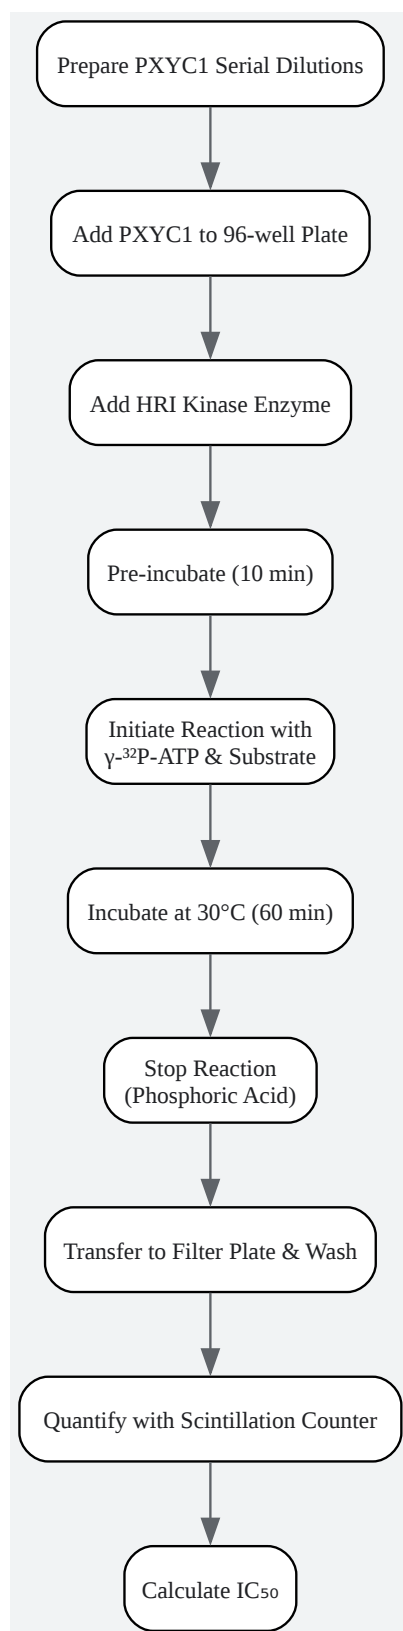 Prepare PXYC1 Serial Dilutions
Add PXYC1 to 96-well Plate
Add HRI Kinase Enzyme
Pre-incubate (10 min)
Initiate Reaction with
γ-³²P-ATP & Substrate
Incubate at 30°C (60 min)
Stop Reaction
(Phosphoric Acid)
Transfer to Filter Plate & Wash
Quantify with Scintillation Counter
Calculate IC₅₀